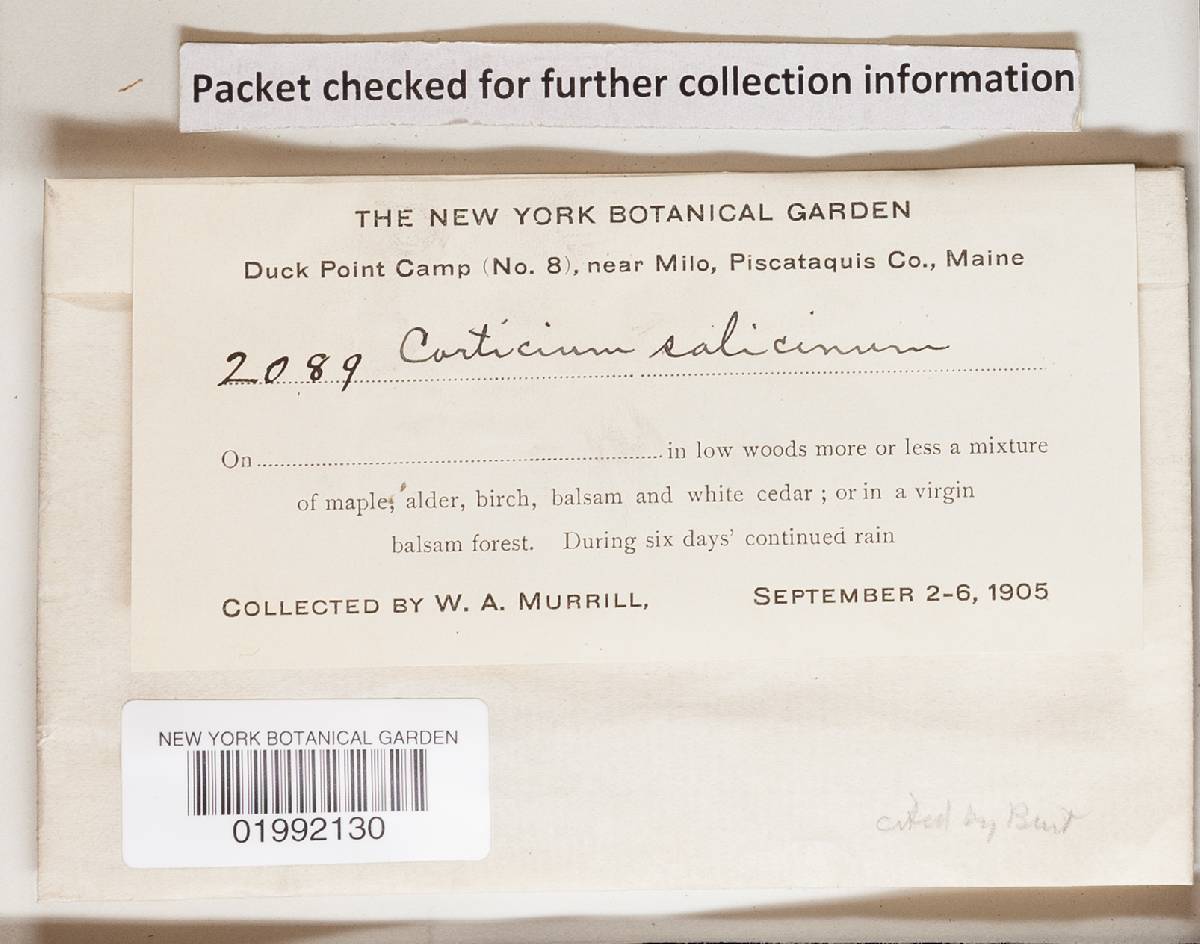 Packet checked for further collection information
THE NEW YORK BOTANICAL GARDEN
Duck Point Camp (No. 8), near Milo, Piscataquis Co., Maine
2089 Corticium salicinum
On in low woods more or less a mixture
of maple, alder, birch, balsam and white cedar; or in a virgin
balsam forest. During six days' continued rain
COLLECTED BY W. A. MURRILL, SEPTEMBER 2-6, 1905
NEW YORK BOTANICAL GARDEN
01992130
cited by Burt